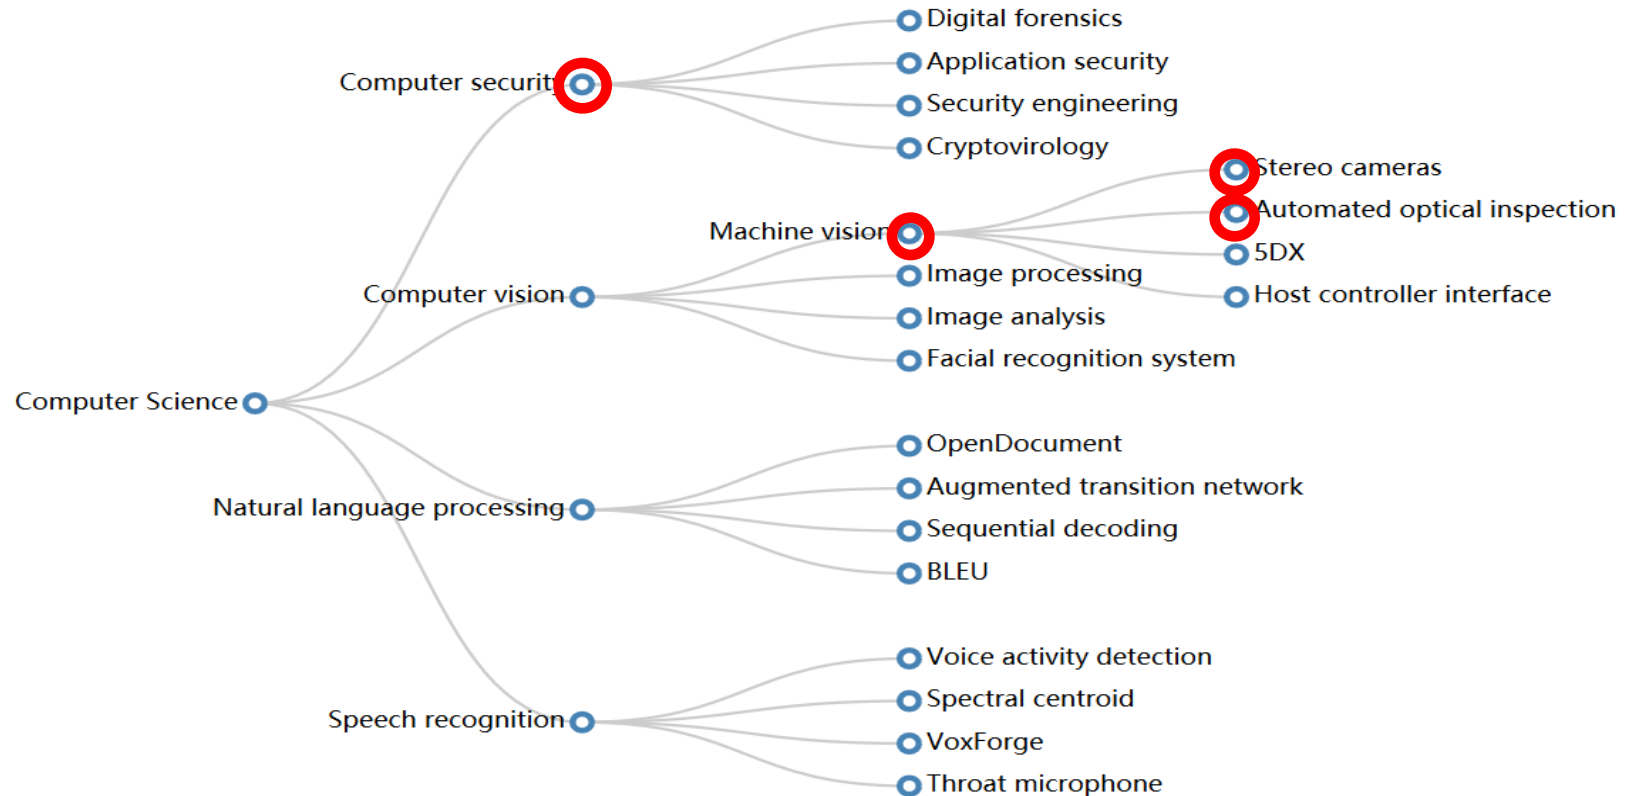 Digital forensics
Computer security
Application security
Security engineering
Cryptovirology
Stereo cameras
Automated optical inspection
Machine vision
5DX
Image processing
Computer vision
Host controller interface
Image analysis
Facial recognition system
Computer Science
OpenDocument
Augmented transition network
Natural language processing
Sequential decoding
BLEU
Voice activity detection
Spectral centroid
Speech recognition
VoxForge
Throat microphone